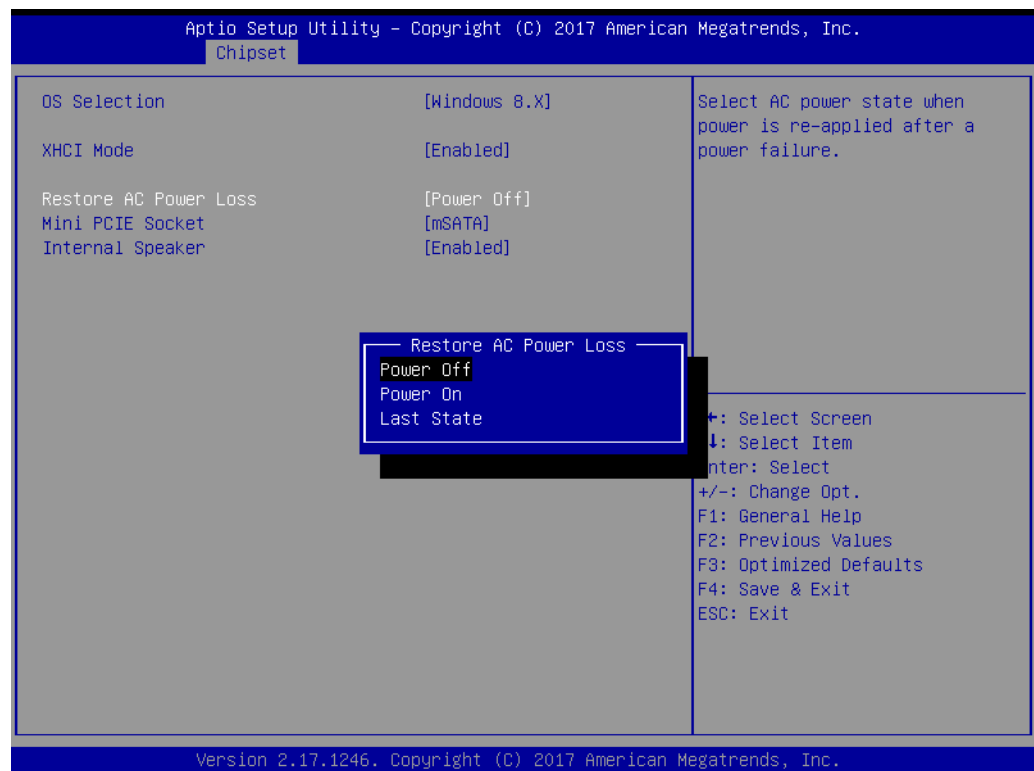 Aptio Setup Utility – Copyright (C) 2017 American Megatrends, Inc.
Chipset
OS Selection [Windows 8.X]
XHCI Mode [Enabled]
Restore AC Power Loss [Power Off]
Mini PCIE Socket [mSATA]
Internal Speaker [Enabled]
Select AC power state when
power is re-applied after a
power failure.
Restore AC Power Loss
Power Off
Power On
Last State
: Select Screen
: Select Item
nter: Select
+/-: Change Opt.
F1: General Help
F2: Previous Values
F3: Optimized Defaults
F4: Save & Exit
ESC: Exit
Version 2.17.1246. Copyright (C) 2017 American Megatrends, Inc.